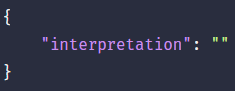 {
    "interpretation": ""
}